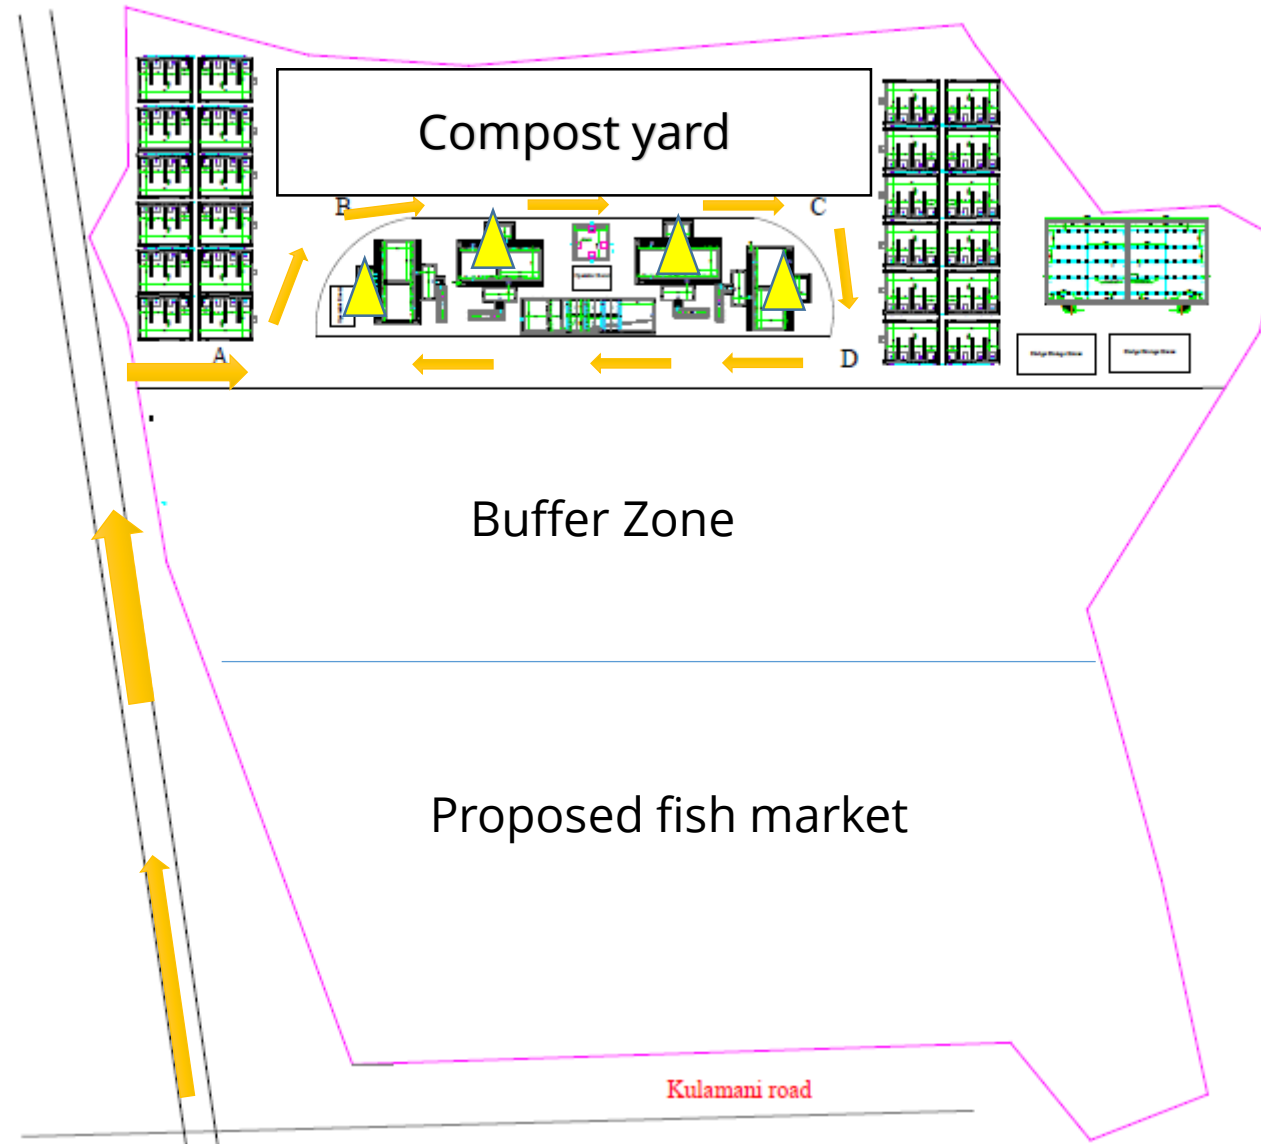 Compost yard
B
C
A
D
Buffer Zone
Proposed fish market
Kulamani road